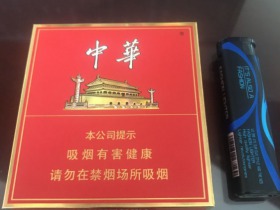 中華
本公司提示
吸烟有害健康
请勿在禁烟场所吸烟